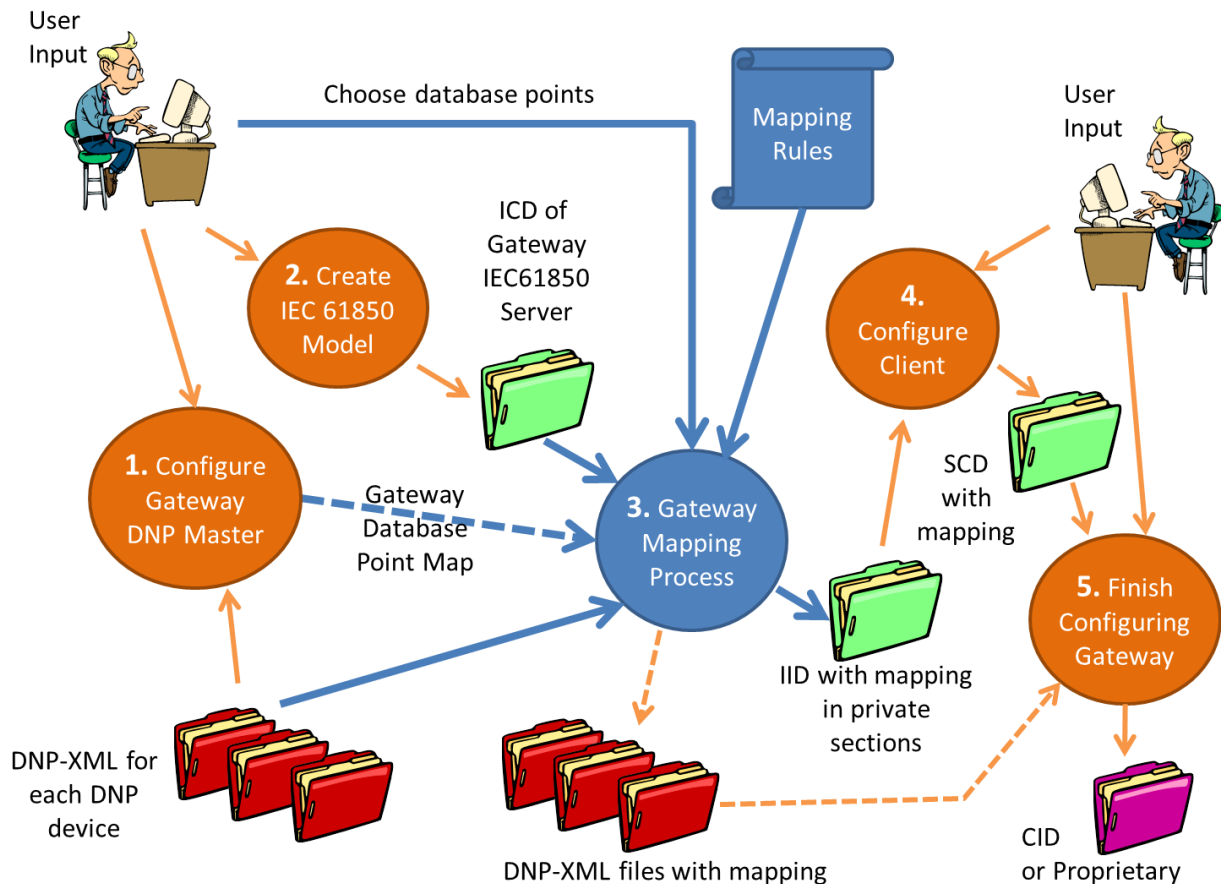 User
Input
Choose database points
Mapping
Rules
User
Input
ICD of
Gateway
IEC61850
Server
2. Create
IEC 61850
Model
4.
Configure
Client
1. Configure
Gateway
DNP Master
Gateway
Database
Point Map
3. Gateway
Mapping
Process
SCD
with
mapping
5. Finish
Configuring
Gateway
IID with mapping
in private
sections
DNP-XML for
each DNP
device
DNP-XML files with mapping
CID
or Proprietary